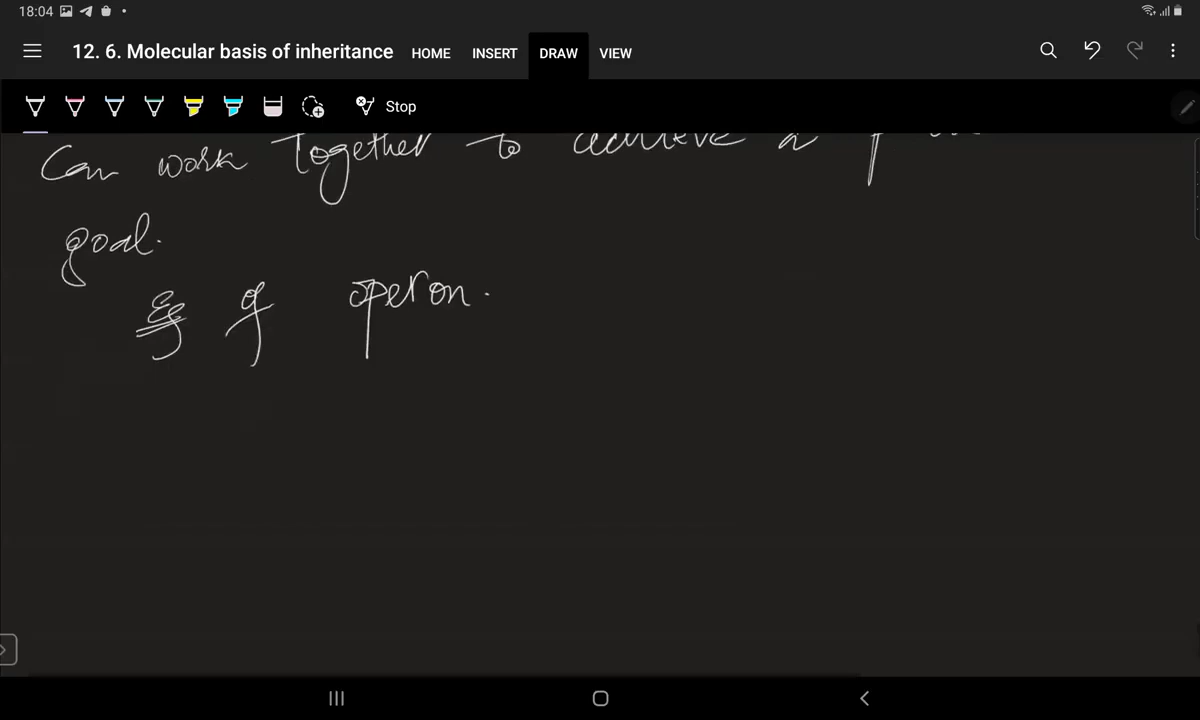 18:04
12. 6. Molecular basis of inheritance HOME INSERT DRAW VIEW
Stop
Can work together to achieve a
goal.
of operon.